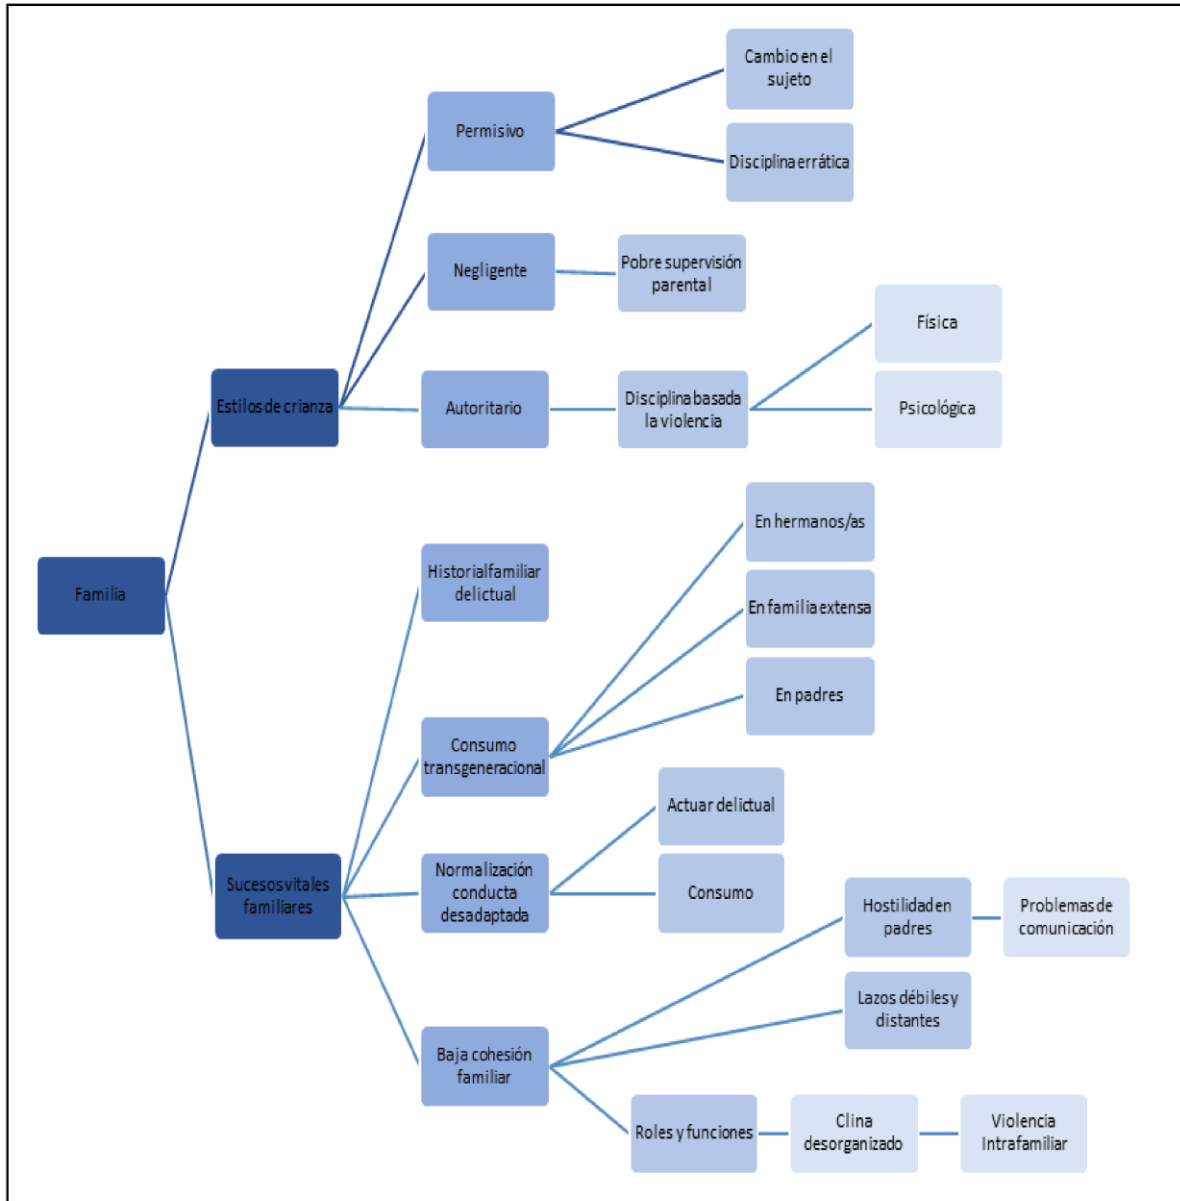 Cambio en el
sujeto
Permisivo
Disciplina errática
Negligente
Pobre supervisión
parental
Física
Estilos de crianza
Autoritario
Disciplina basada
la violencia
Psicológica
En hermanos/as
Historial familiar
delictual
Familia
En familia extensa
En padres
Consumo
transgeneracional
Actuar delictual
Sucesos vitales
familiares
Normalización
conducta
desadaptada
Consumo
Hostilidad en
padres
Problemas de
comunicación
Lazos débiles y
distantes
Baja cohesión
familiar
Roles y funciones
Clina
desorganizado
Violencia
Intrafamiliar